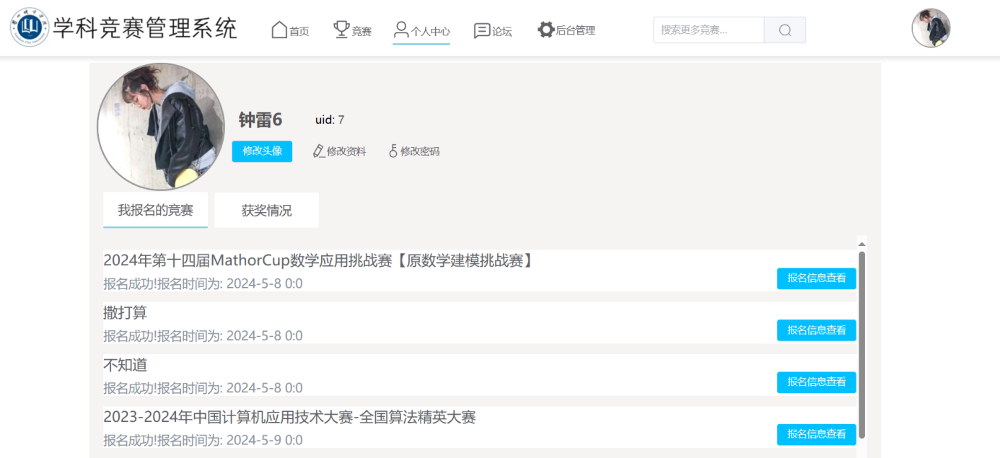 学科竞赛管理系统
首页 竞赛 个人中心 论坛 后台管理 搜索更多竞赛...
钟雷6 uid: 7
修改头像 修改资料 修改密码
我报名的竞赛 获奖情况
2024年第十四届MathorCup数学应用挑战赛【原数学建模挑战赛】
报名成功!报名时间为: 2024-5-8 0:0 报名信息查看
撒打算
报名成功!报名时间为: 2024-5-8 0:0 报名信息查看
不知道
报名成功!报名时间为: 2024-5-8 0:0 报名信息查看
2023-2024年中国计算机应用技术大赛-全国算法精英大赛
报名成功!报名时间为: 2024-5-9 0:0 报名信息查看